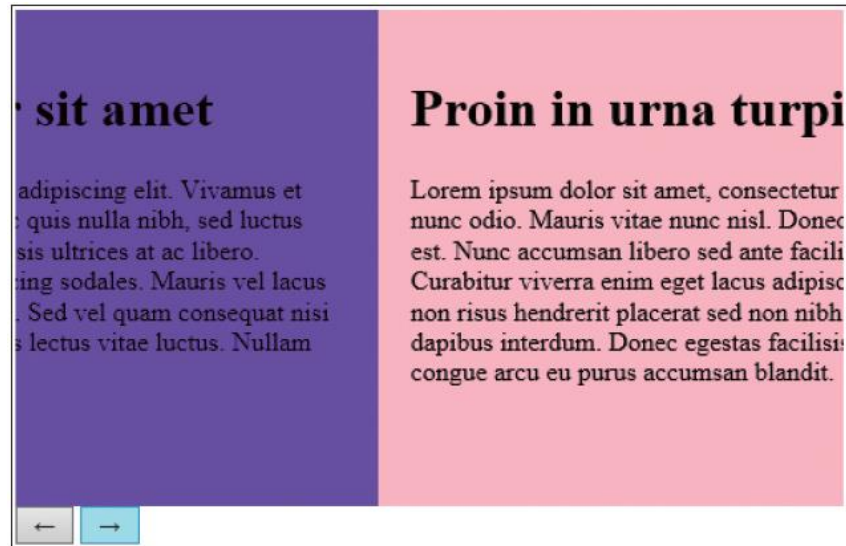 sit amet
adipiscing elit. Vivamus et
quis nulla nibh, sed luctus
sis ultrices at ac libero.
ing sodales. Mauris vel lacus
. Sed vel quam consequat nisi
lectus vitae luctus. Nullam
Proin in urna turpi
Lorem ipsum dolor sit amet, consectetur
nunc odio. Mauris vitae nunc nisl. Donec
est. Nunc accumsan libero sed ante facili
Curabitur viverra enim eget lacus adipisc
non risus hendrerit placerat sed non nibh
dapibus interdum. Donec egestas facilisis
congue arcu eu purus accumsan blandit.
← →